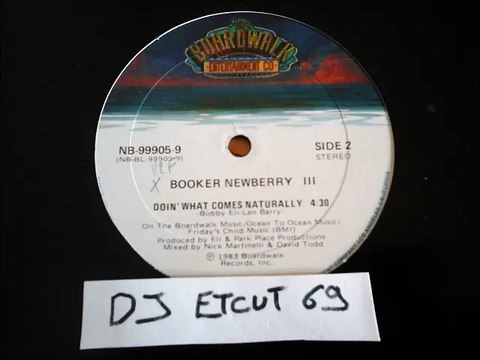 BOARDWALK
ENTERTAINMENT CO
NB-99905-9
(NB-BL-99905-9)
SIDE 2
STEREO
X BOOKER NEWBERRY III
DOIN' WHAT COMES NATURALLY 4:30
Bobby Eli-Len Barry
On The Boardwalk Music/Ocean To Ocean Music/
Friday's Child Music (BMI)
Produced by Eli & Park Place Productions
Mixed by Nick Martinelli & David Todd
Ⓟ 1983 Boardwalk
Records, Inc.
DJ ETCUT 69